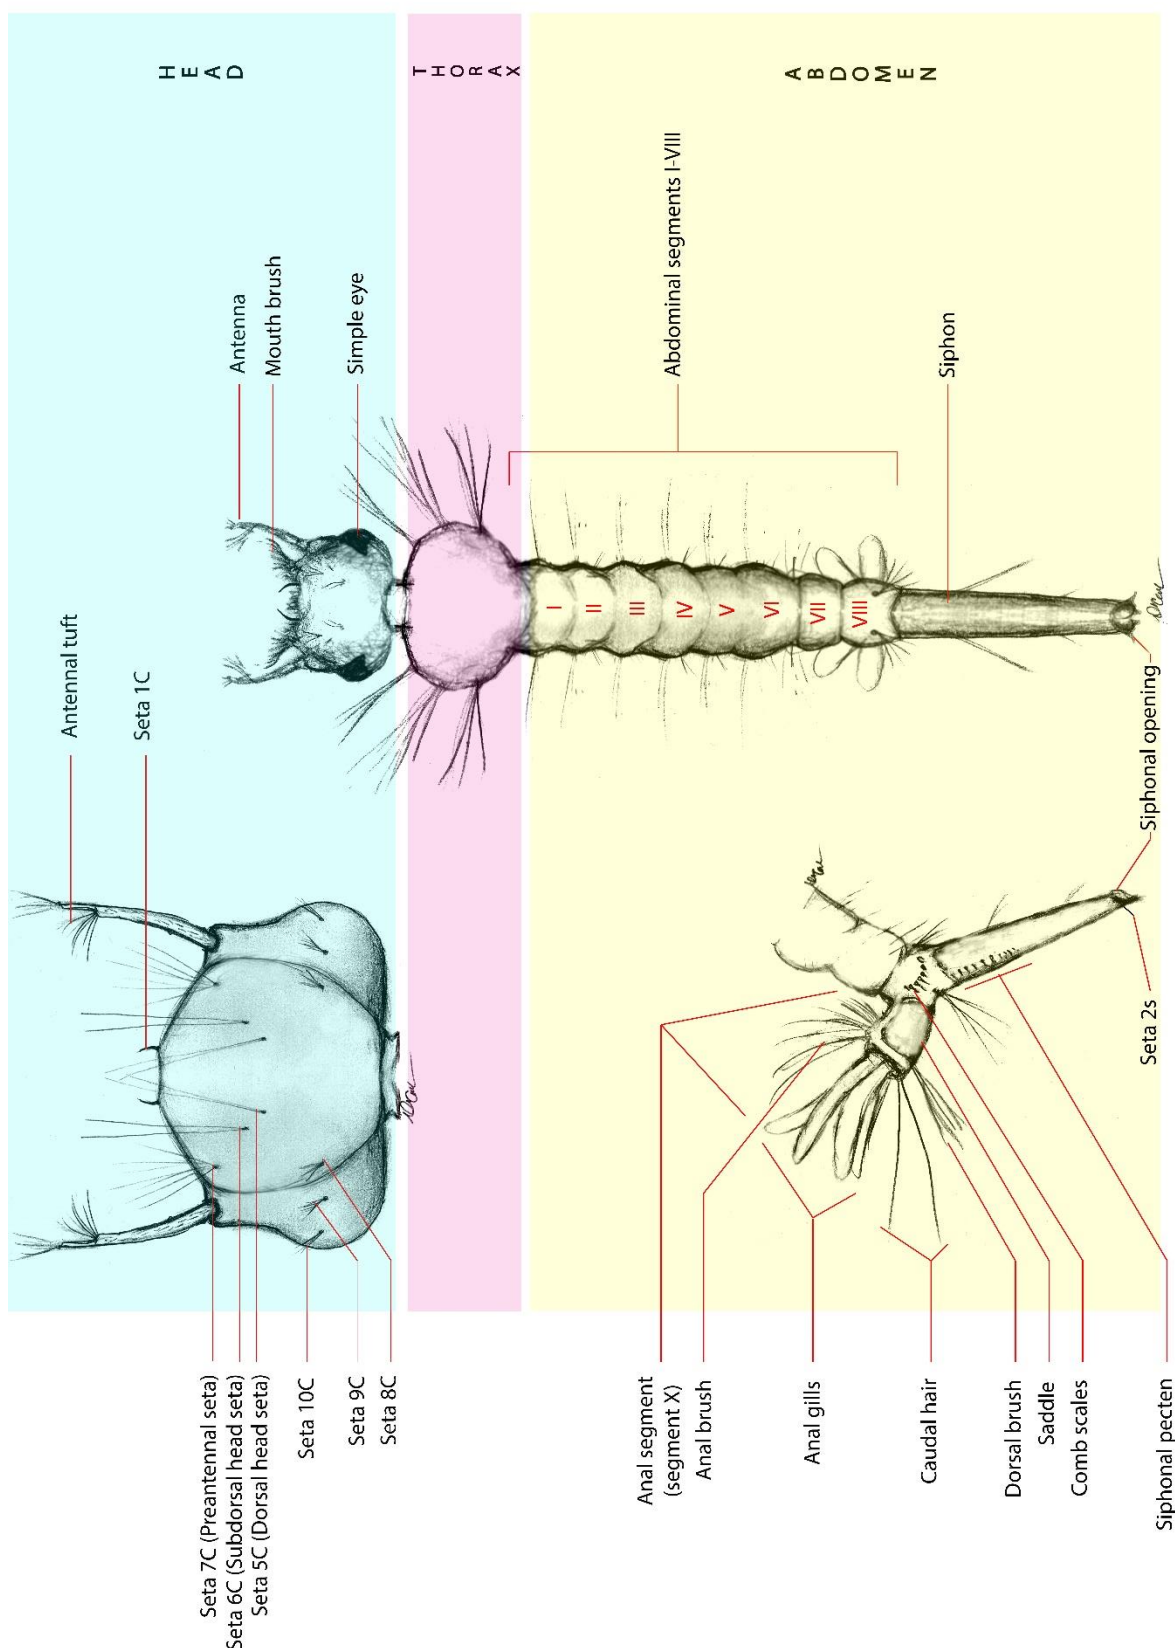 HEAD
THORAX
ABDOMEN
Antenna
Mouth brush
Simple eye
Abdominal segments I-VIII
Siphon
I
II
III
IV
V
VI
VII
VIII
Antennal tuft
Seta 1C
Siphonal opening
Seta 2s
Seta 7C (Preantennal seta)
Seta 6C (Subdorsal head seta)
Seta 5C (Dorsal head seta)
Seta 10C
Seta 9C
Seta 8C
Anal segment
(segment X)
Anal brush
Anal gills
Caudal hair
Dorsal brush
Saddle
Comb scales
Siphonal pecten